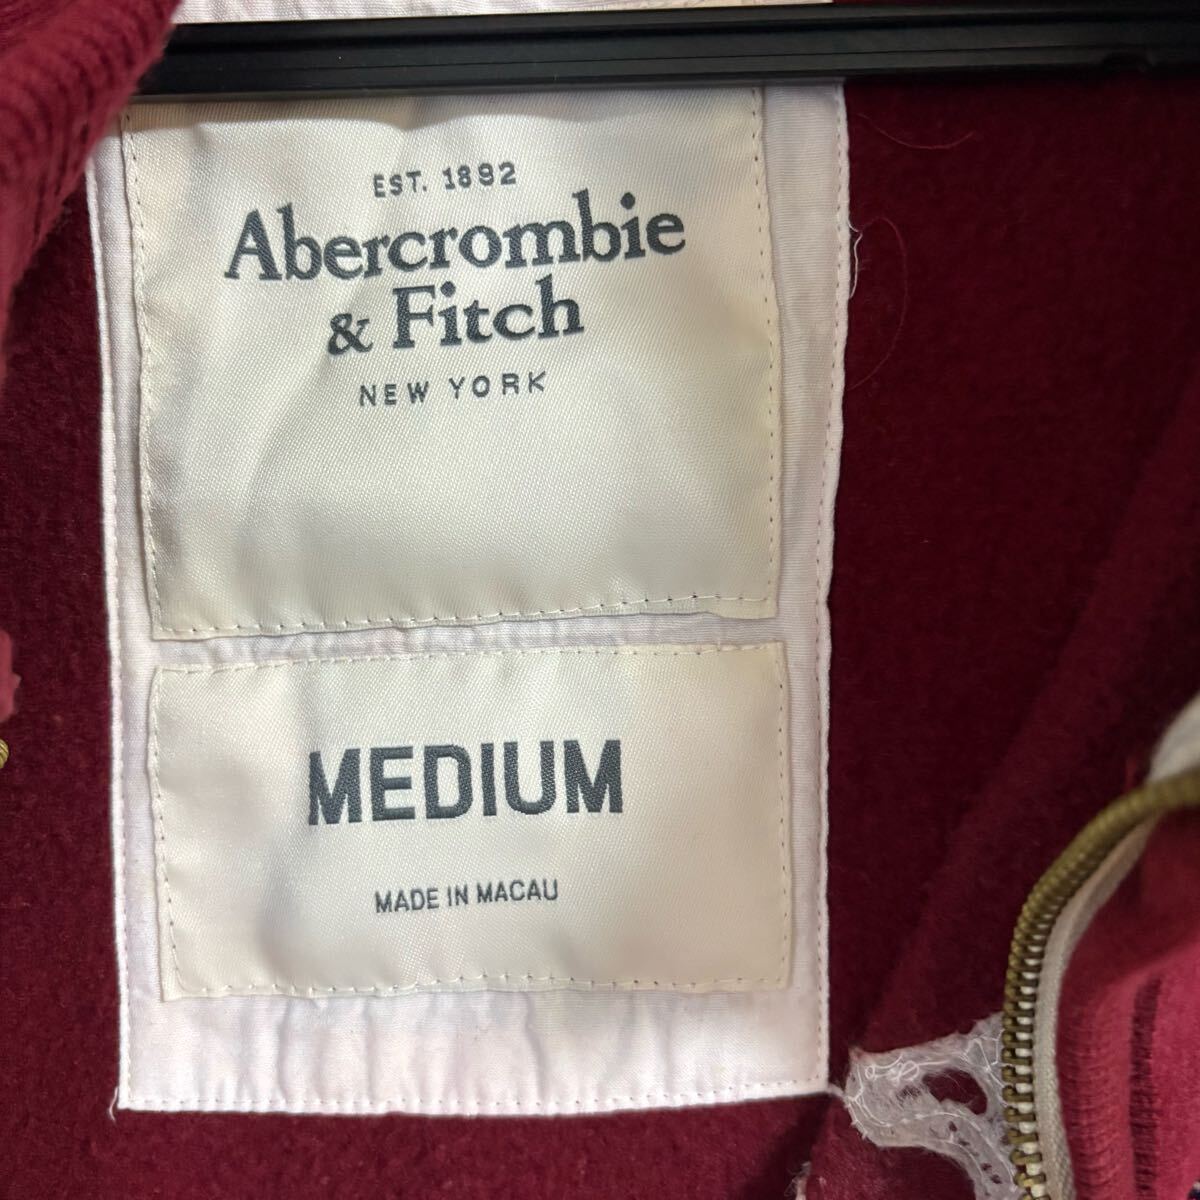 EST. 1892
Abercrombie
& Fitch
NEW YORK
MEDIUM
MADE IN MACAU